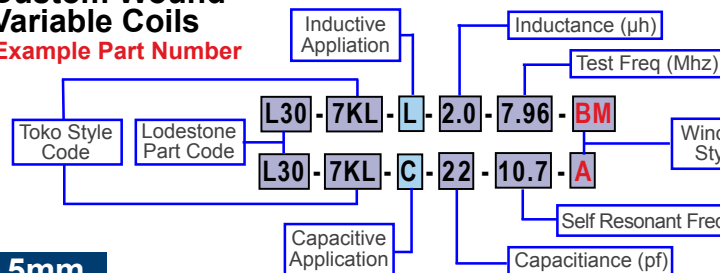 Variable Coils
Example Part Number
Inductive
Appliation
Inductance (µh)
Test Freq (Mhz)
L30 - 7KL - L - 2.0 - 7.96 - BM
Toko Style
Code
Lodestone
Part Code
L30 - 7KL - C - 22 - 10.7 - A
Self Resonant
Capacitive
Application
Capacitiance (pf)
5mm